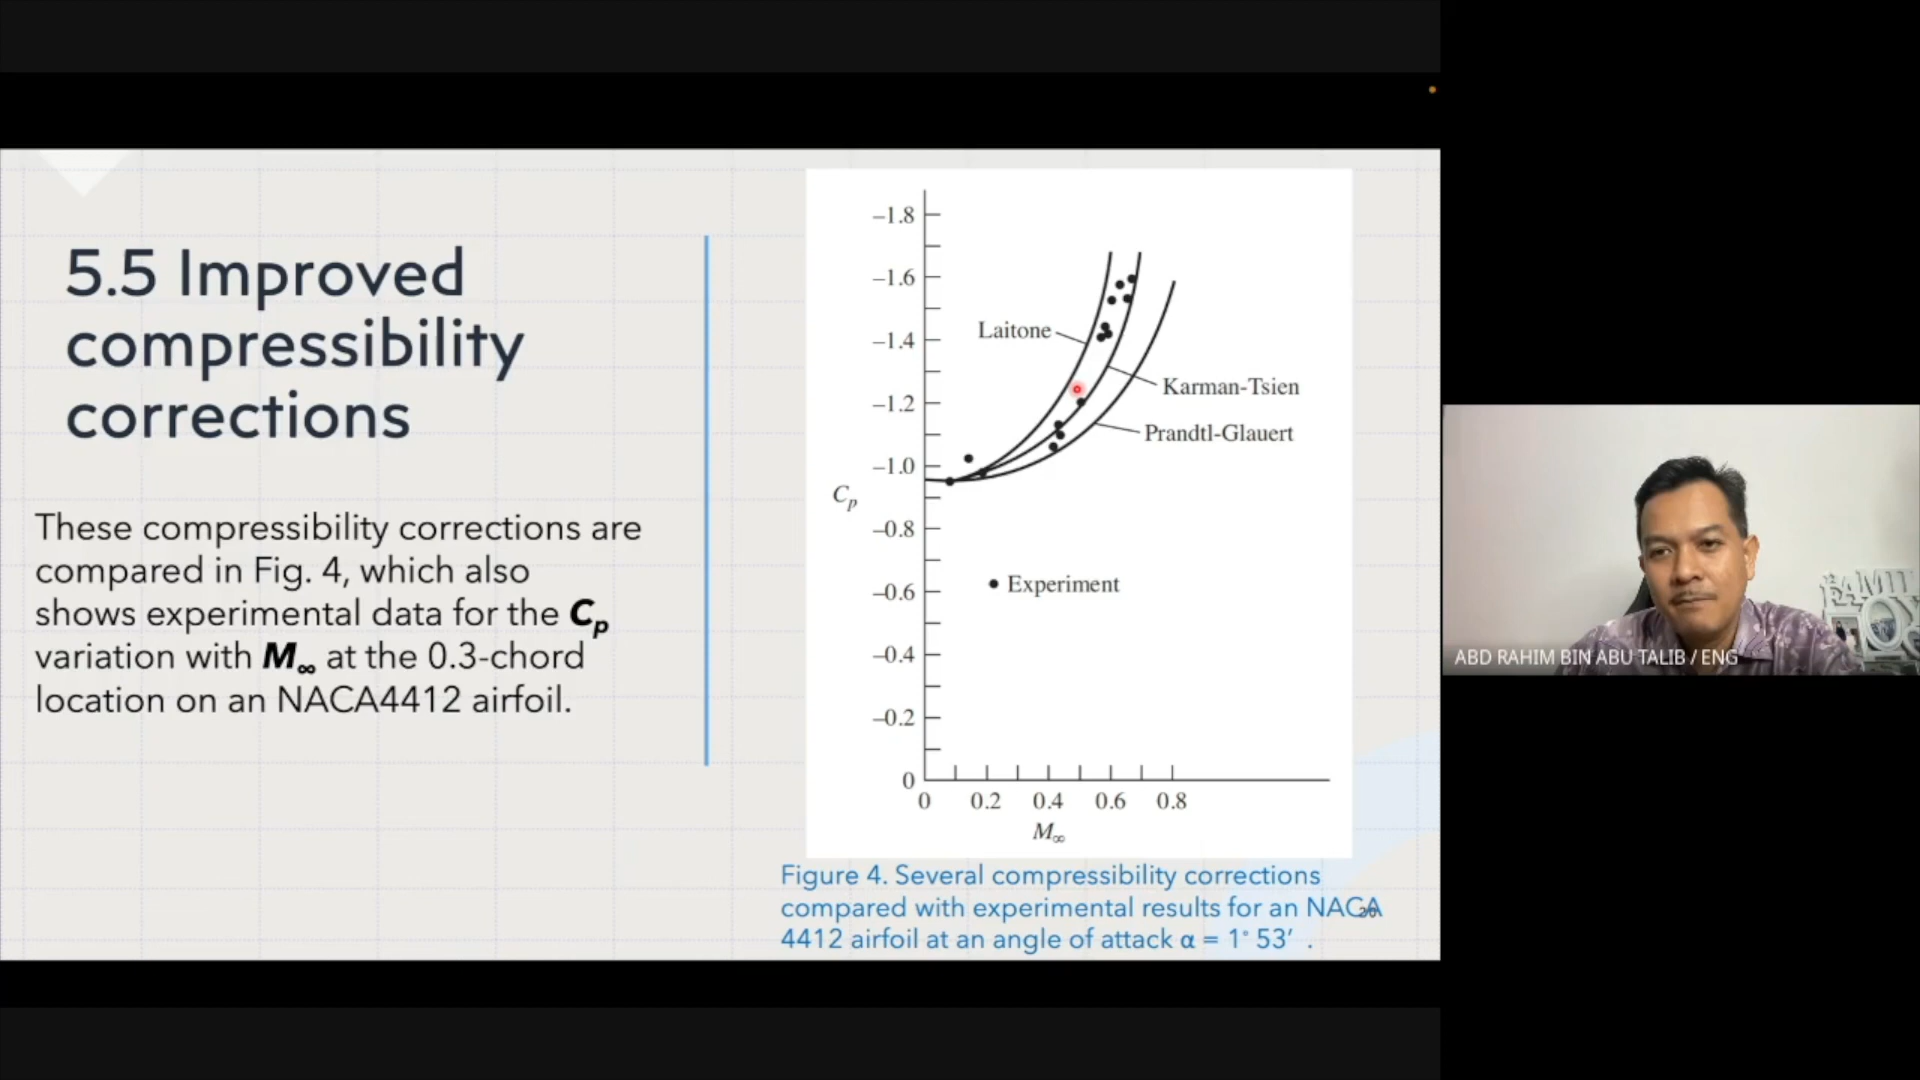 5.5 Improved
compressibility
corrections
These compressibility corrections are
compared in Fig. 4, which also
shows experimental data for the Cp
variation with M∞ at the 0.3-chord
location on an NACA4412 airfoil.
–1.8
–1.6
–1.4
–1.2
–1.0
–0.8
–0.6
–0.4
–0.2
0
Cp
Laitone
Karman-Tsien
Prandtl-Glauert
Experiment
0 0.2 0.4 0.6 0.8
M∞
Figure 4. Several compressibility corrections
compared with experimental results for an NACA
4412 airfoil at an angle of attack α = 1° 53′ .
ABD RAHIM BIN ABU TALIB / ENG